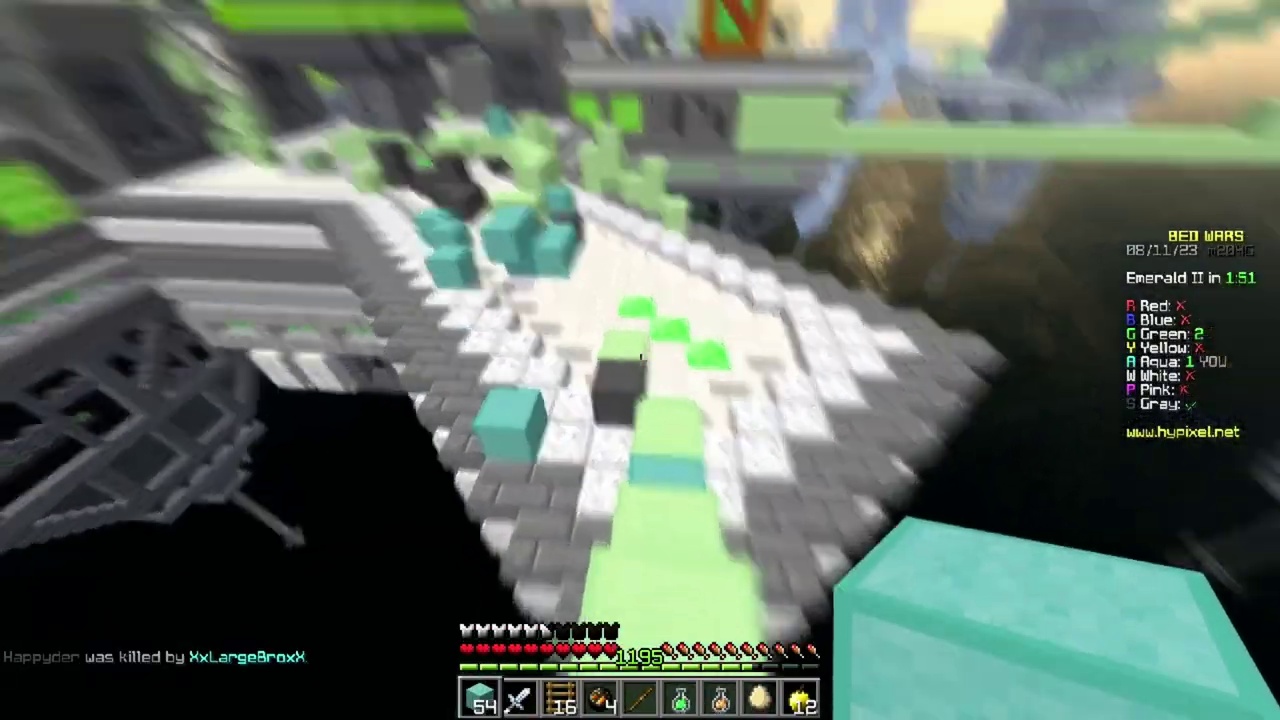 BED WARS
08/11/23 m204G
Emerald II in 1:51
R Red: ✗
B Blue: ✗
G Green: 2
Y Yellow: ✗
A Aqua: 1 YOU
W White: ✗
P Pink: ✗
S Gray: ✓
www.hypixel.net
1195
Happyder was killed by XxLargeBroxX.
54
16
4
12